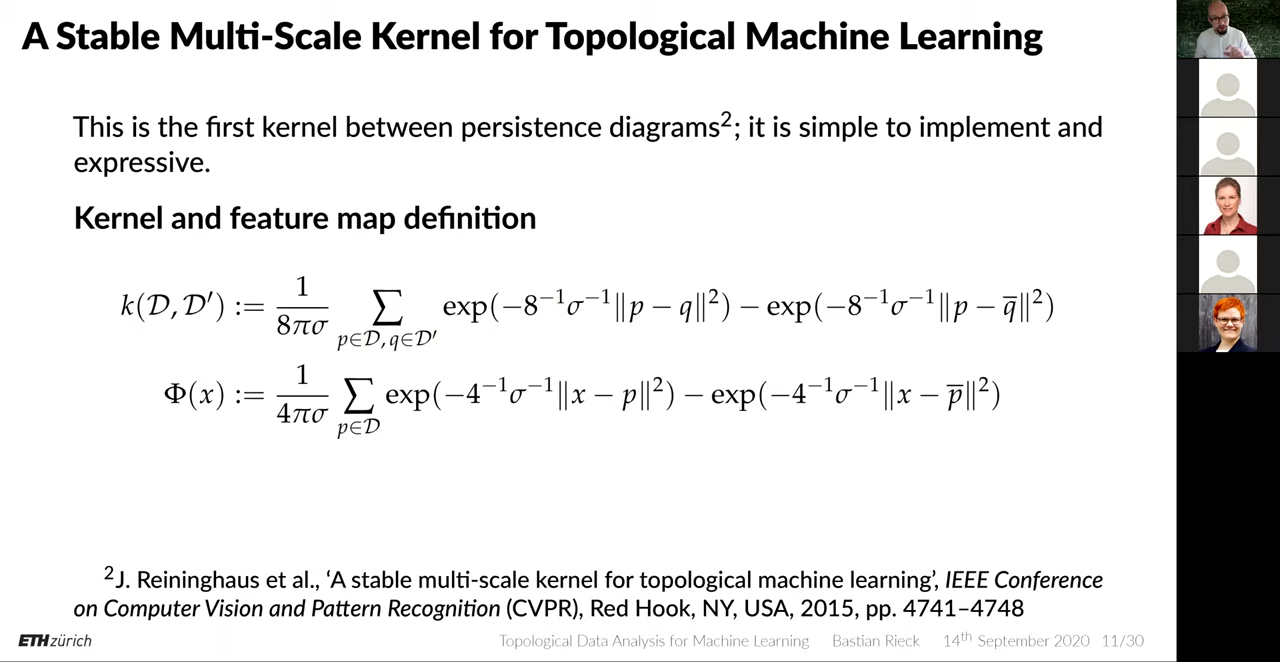 A Stable Multi-Scale Kernel for Topological Machine Learning
This is the first kernel between persistence diagrams²; it is simple to implement and
expressive.
Kernel and feature map definition
k(𝒟, 𝒟′) := 1/(8πσ) ∑_{p∈𝒟,q∈𝒟′} exp(−8⁻¹σ⁻¹‖p − q‖²) − exp(−8⁻¹σ⁻¹‖p − q̅‖²)
Φ(x) := 1/(4πσ) ∑_{p∈𝒟} exp(−4⁻¹σ⁻¹‖x − p‖²) − exp(−4⁻¹σ⁻¹‖x − p̅‖²)
²J. Reininghaus et al., ‘A stable multi-scale kernel for topological machine learning’, IEEE Conference
on Computer Vision and Pattern Recognition (CVPR), Red Hook, NY, USA, 2015, pp. 4741–4748
ETH zürich
Topological Data Analysis for Machine Learning Bastian Rieck 14th September 2020 11/30